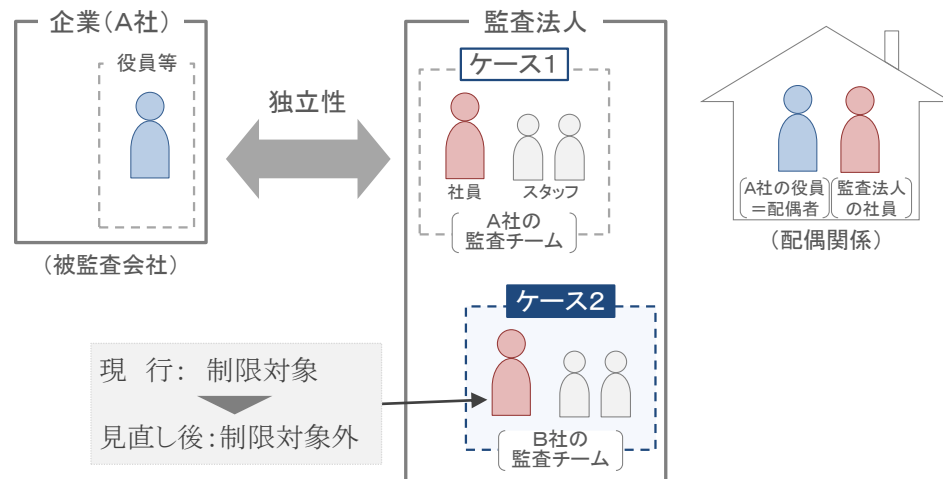 企業(A社)
役員等
(被監査会社)
独立性
監査法人
ケース1
社員
スタッフ
A社の
監査チーム
ケース2
B社の
監査チーム
現 行: 制限対象
見直し後:制限対象外
A社の役員
=配偶者
監査法人
の社員
(配偶関係)